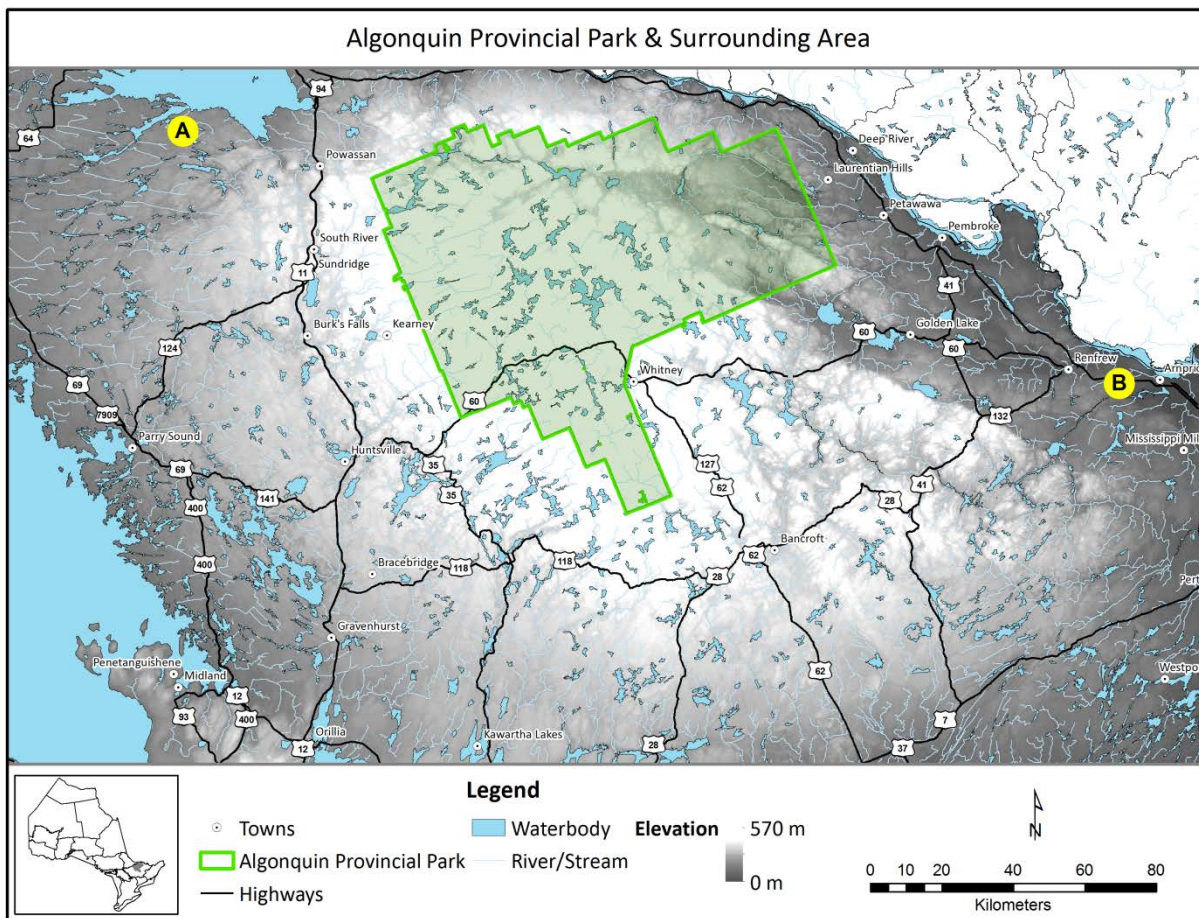 Algonquin Provincial Park & Surrounding Area
94
A
64
Deep River
Powassan
Laurentian Hills
Petawawa
Pembroke
South River
Sundridge
11
41
Burk's Falls
Kearney
60
Golden Lake
124
60
Renfrew
69
Whitney
B
Arnprio
60
7909
132
Parry Sound
Mississippi Mill
Huntsville
35
127
69
62
41
35
141
28
400
Bancroft
400
62
Bracebridge
118
118
28
Pert
Gravenhurst
Penetanguishene
62
Westpo
Midland
12
93
400
7
Orillia
12
Kawartha Lakes
28
37
Legend
Towns
Waterbody
Elevation
570 m
Algonquin Provincial Park
River/Stream
0 m
Highways
N
0 10 20 40 60 80
Kilometers